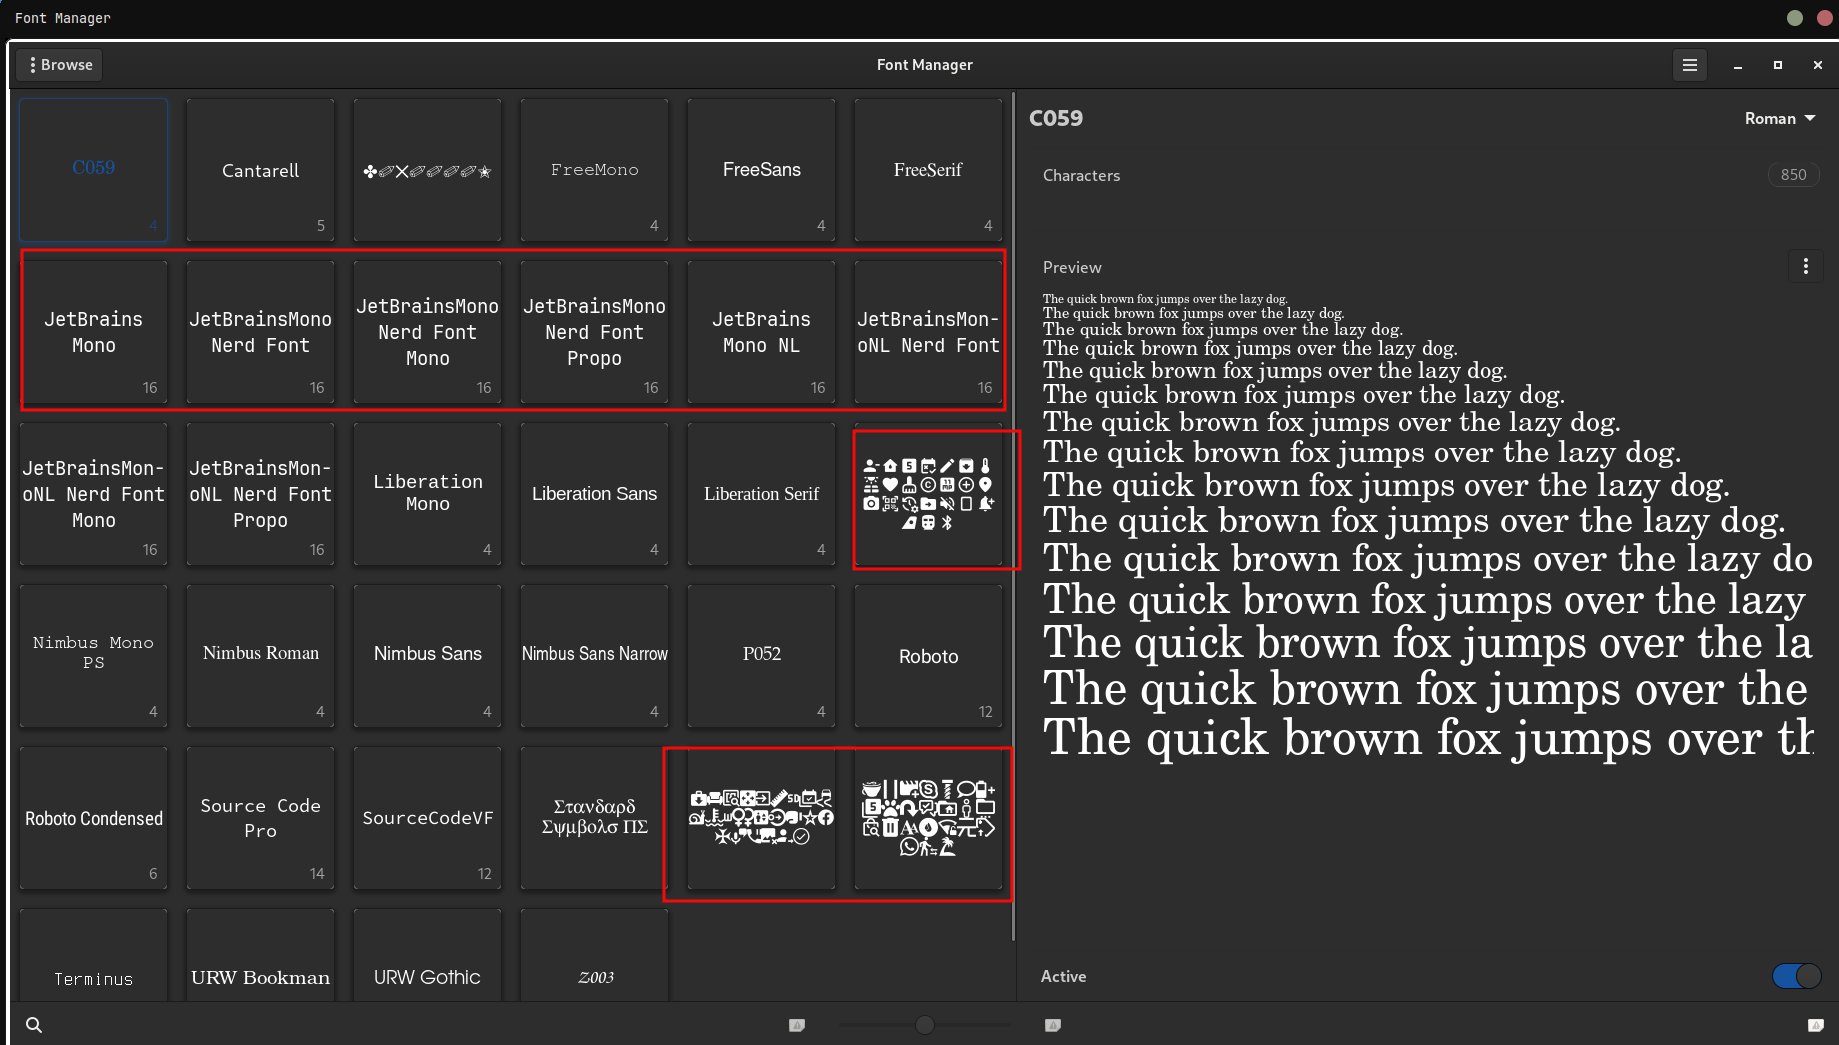 Font Manager
Browse
Font Manager
C059
4
Cantarell
5
FreeMono
4
FreeSans
4
FreeSerif
4
JetBrains
Mono
16
JetBrainsMono
Nerd Font
16
JetBrainsMono
Nerd Font
Mono
16
JetBrainsMono
Nerd Font
Propo
16
JetBrains
Mono NL
16
JetBrainsMon-
oNL Nerd Font
16
JetBrainsMon-
oNL Nerd Font
Mono
16
JetBrainsMon-
oNL Nerd Font
Propo
16
Liberation
Mono
4
Liberation Sans
4
Liberation Serif
4
Nimbus Mono
PS
4
Nimbus Roman
4
Nimbus Sans
4
Nimbus Sans Narrow
4
P052
4
Roboto
12
Roboto Condensed
6
Source Code
Pro
14
SourceCodeVF
12
Στανδαρδ
Σψμβολσ ΠΣ
Terminus
URW Bookman
URW Gothic
Z003
C059
Roman
Characters
850
Preview
The quick brown fox jumps over the lazy dog.
The quick brown fox jumps over the lazy dog.
The quick brown fox jumps over the lazy dog.
The quick brown fox jumps over the lazy dog.
The quick brown fox jumps over the lazy dog.
The quick brown fox jumps over the lazy dog.
The quick brown fox jumps over the lazy dog.
The quick brown fox jumps over the lazy dog.
The quick brown fox jumps over the lazy dog.
The quick brown fox jumps over the lazy dog.
The quick brown fox jumps over the lazy do
The quick brown fox jumps over the lazy
The quick brown fox jumps over the la
The quick brown fox jumps over the
The quick brown fox jumps over th
Active